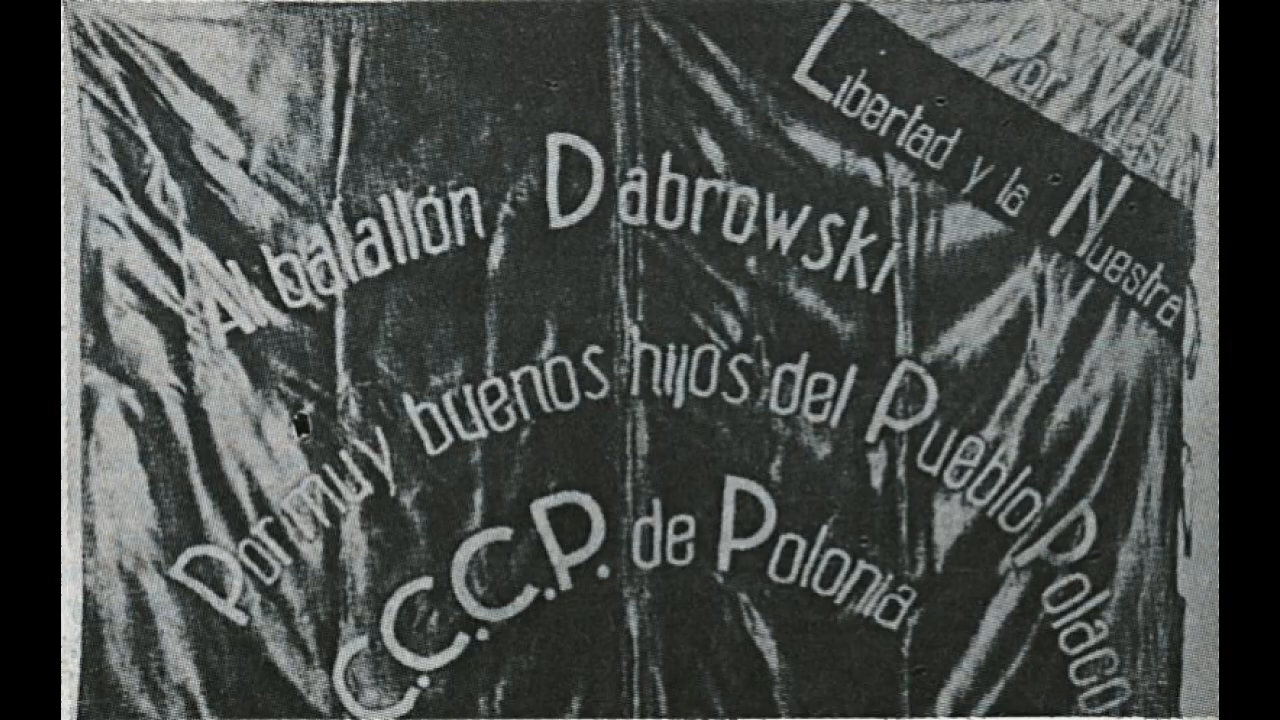 Por Vuestra
Libertad y la Nuestra
Al batallón Dabrowski
Por muy buenos hijos del Pueblo Polaco
C.C.C.P. de Polonia